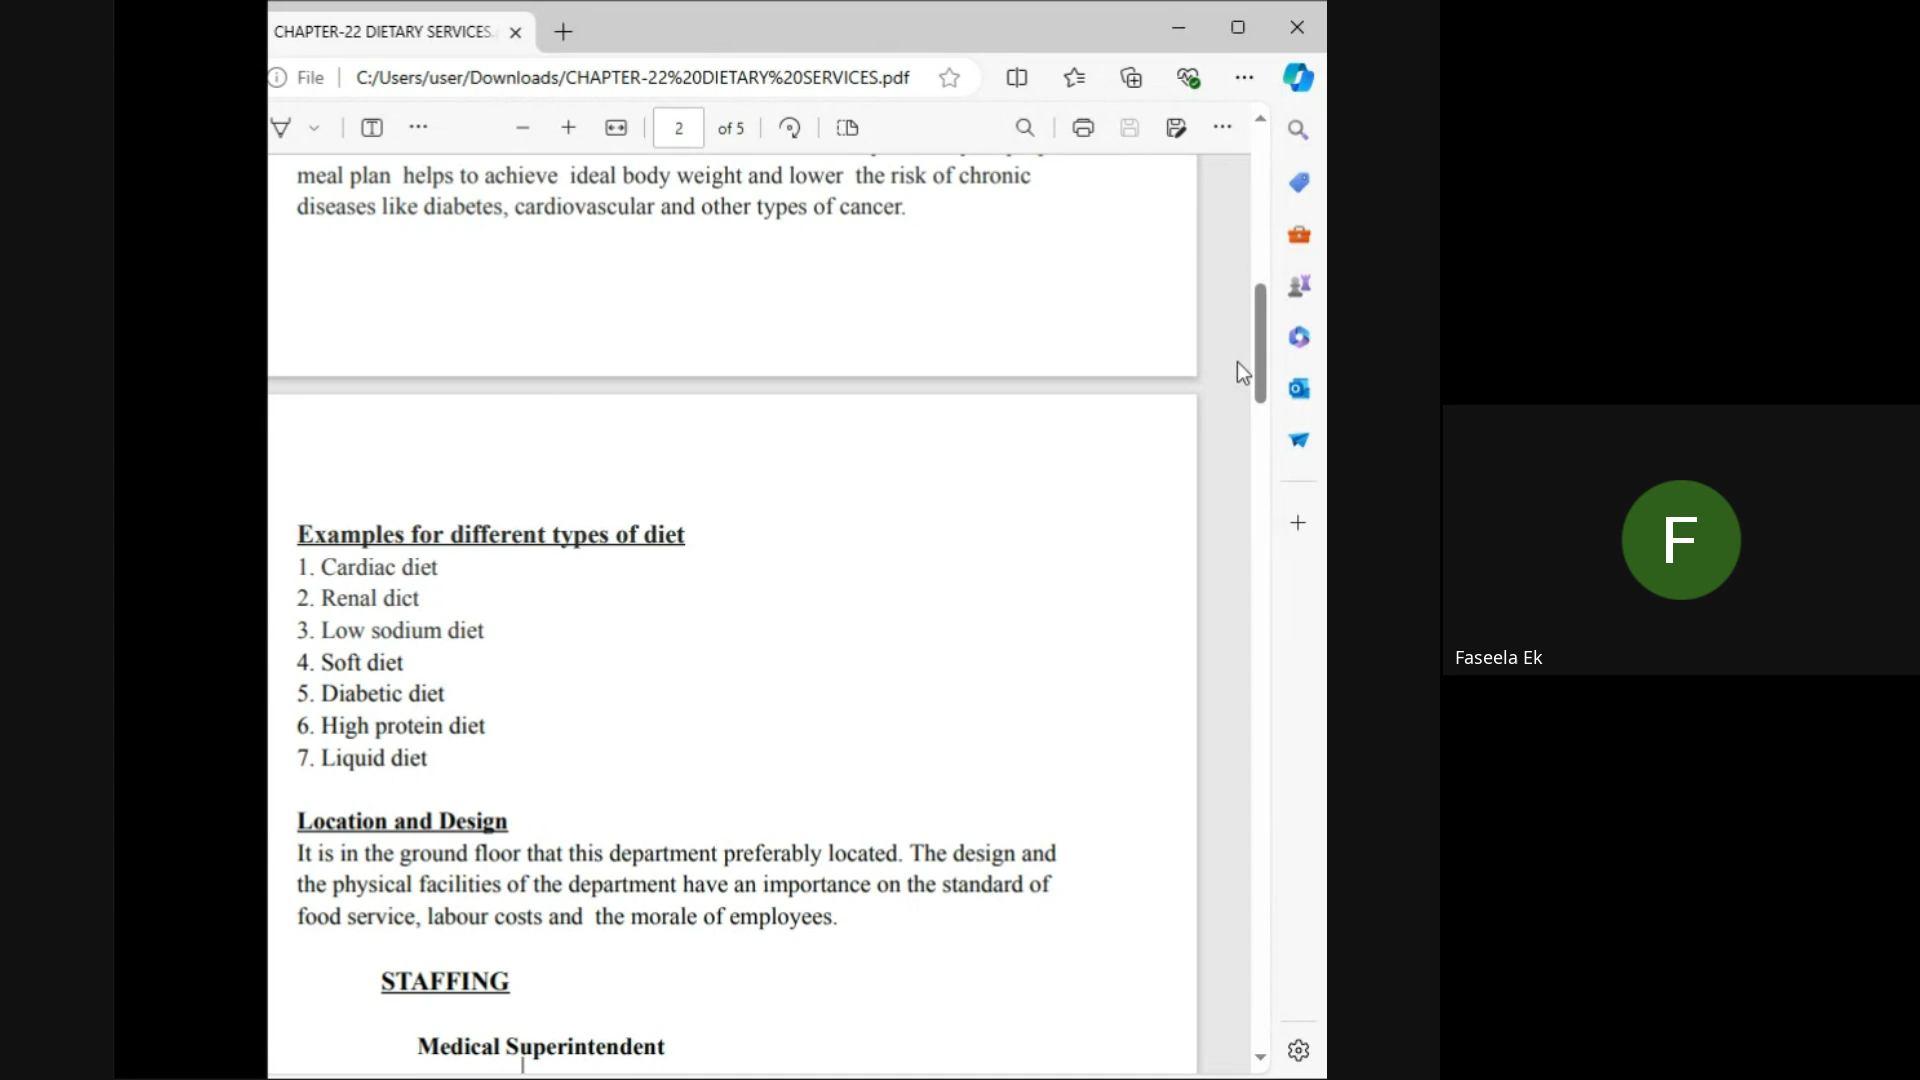 CHAPTER-22 DIETARY SERVICES.
File
C:/Users/user/Downloads/CHAPTER-22%20DIETARY%20SERVICES.pdf
2 of 5
meal plan helps to achieve ideal body weight and lower the risk of chronic
diseases like diabetes, cardiovascular and other types of cancer.
Examples for different types of diet
1. Cardiac diet
2. Renal dict
3. Low sodium diet
4. Soft diet
5. Diabetic diet
6. High protein diet
7. Liquid diet
Location and Design
It is in the ground floor that this department preferably located. The design and
the physical facilities of the department have an importance on the standard of
food service, labour costs and the morale of employees.
STAFFING
Medical Superintendent
F
Faseela Ek